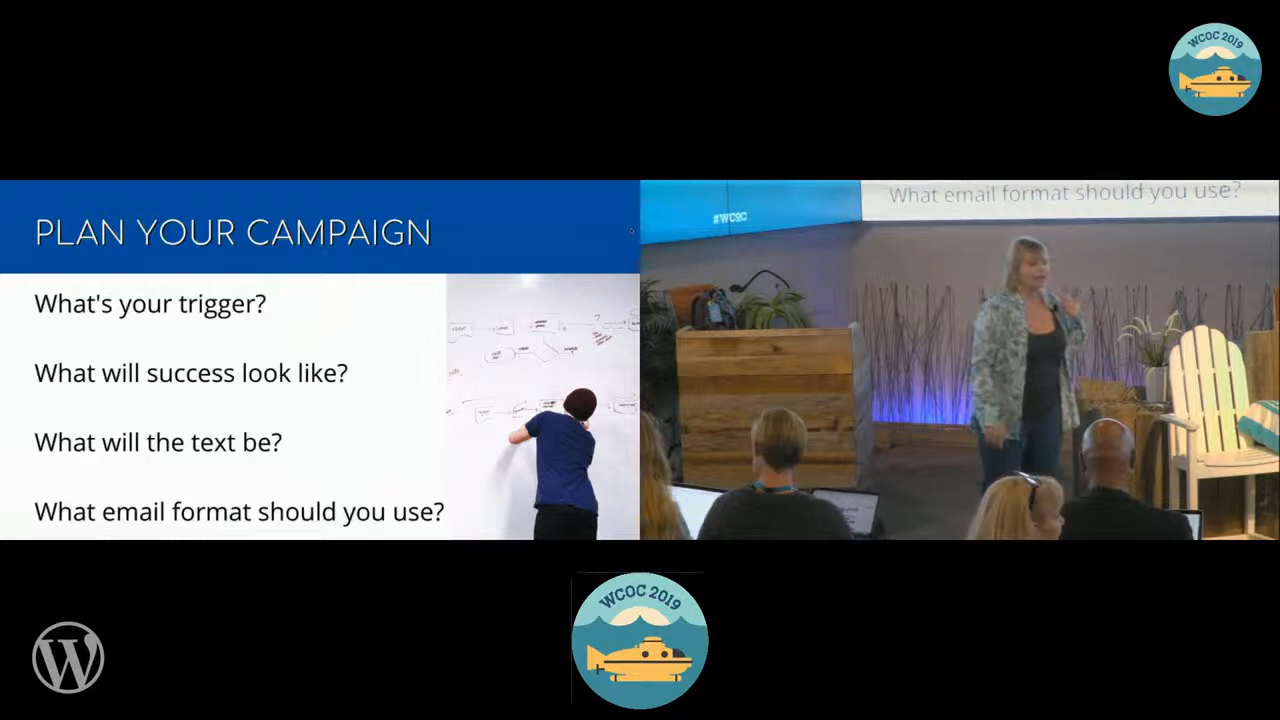 WCOC 2019
PLAN YOUR CAMPAIGN
What's your trigger?
What will success look like?
What will the text be?
What email format should you use?
What email format should you use?
#WCOC
WCOC 2019